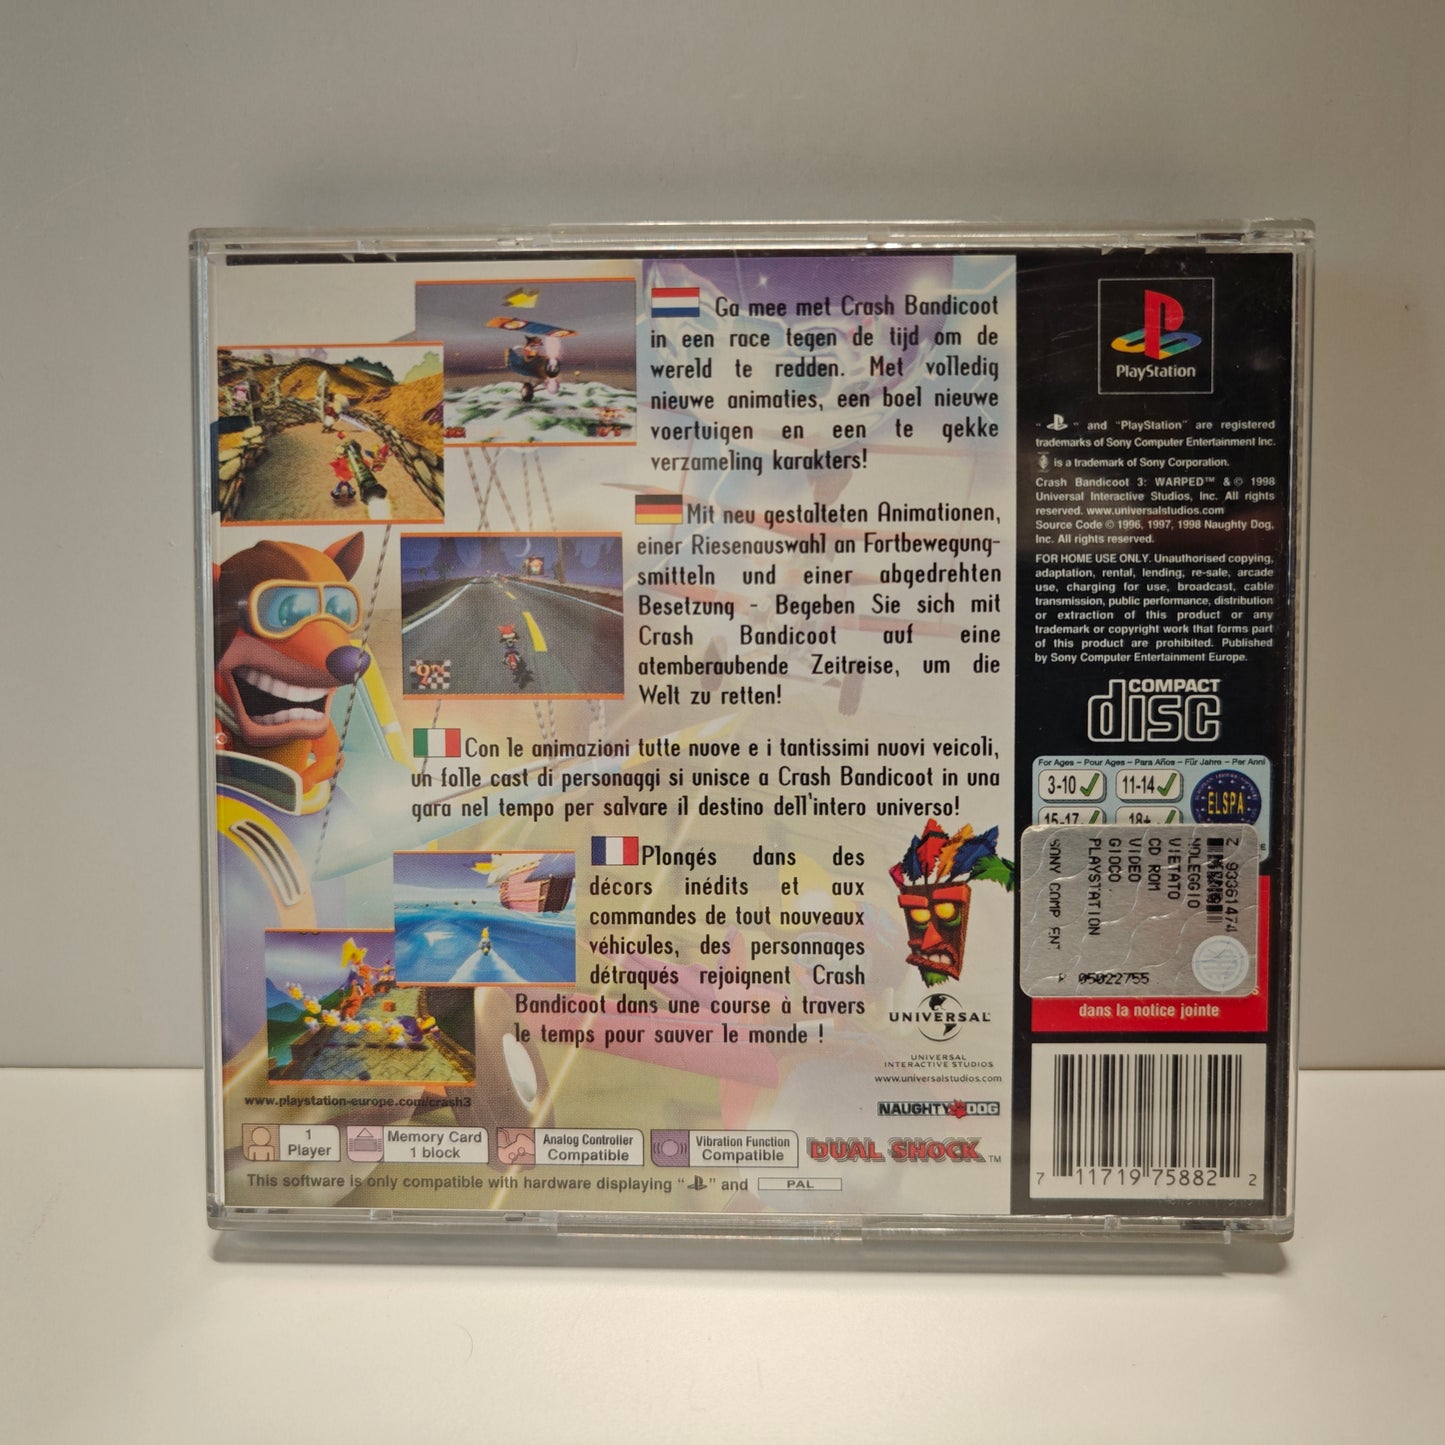 Ga mee met Crash Bandicoot
in een race tegen de tijd om de
wereld te redden. Met volledig
nieuwe animaties, een boel nieuwe
voertuigen en een te gekke
verzameling karakters!
Mit neu gestalteten Animationen,
einer Riesenauswahl an Fortbewegung-
smitteln und einer abgedrehten
Besetzung - Begeben Sie sich mit
Crash Bandicoot auf eine
atemberaubende Zeitreise, um die
Welt zu retten!
Con le animazioni tutte nuove e i tantissimi nuovi veicoli,
un folle cast di personaggi si unisce a Crash Bandicoot in una
gara nel tempo per salvare il destino dell'intero universo!
Plongés dans des
décors inédits et aux
commandes de tout nouveaux
véhicules, des personnages
détraqués rejoignent Crash
Bandicoot dans une course à travers
le temps pour sauver le monde !
UNIVERSAL
UNIVERSAL
INTERACTIVE STUDIOS
www.universalstudios.com
NAUGHTY DOG
www.playstation-europe.com/crash3
1
Player
Memory Card
1 block
Analog Controller
Compatible
Vibration Function
Compatible
DUAL SHOCK™
This software is only compatible with hardware displaying " " and PAL
PlayStation
" " and "PlayStation" are registered
trademarks of Sony Computer Entertainment Inc.
is a trademark of Sony Corporation.
Crash Bandicoot 3: WARPED™ & © 1998
Universal Interactive Studios, Inc. All rights
reserved. www.universalstudios.com
Source Code © 1996, 1997, 1998 Naughty Dog,
Inc. All rights reserved.
FOR HOME USE ONLY. Unauthorised copying,
adaptation, rental, lending, re-sale, arcade
use, charging for use, broadcast, cable
transmission, public performance, distribution
or extraction of this product or any
trademark or copyright work that forms part
of this product are prohibited. Published
by Sony Computer Entertainment Europe.
COMPACT
disc
For Ages - Pour Ages - Para Años - Für Jahre - Per Anni
3-10 11-14
15-17 18+
ELSPA
Z 93361474
NOLEGGIO
VIETATO
CD ROM
VIDEO
GIOCO.
PLAYSTATION
SONY COMP ENT
R 05022755
dans la notice jointe
7 11719 75882 2